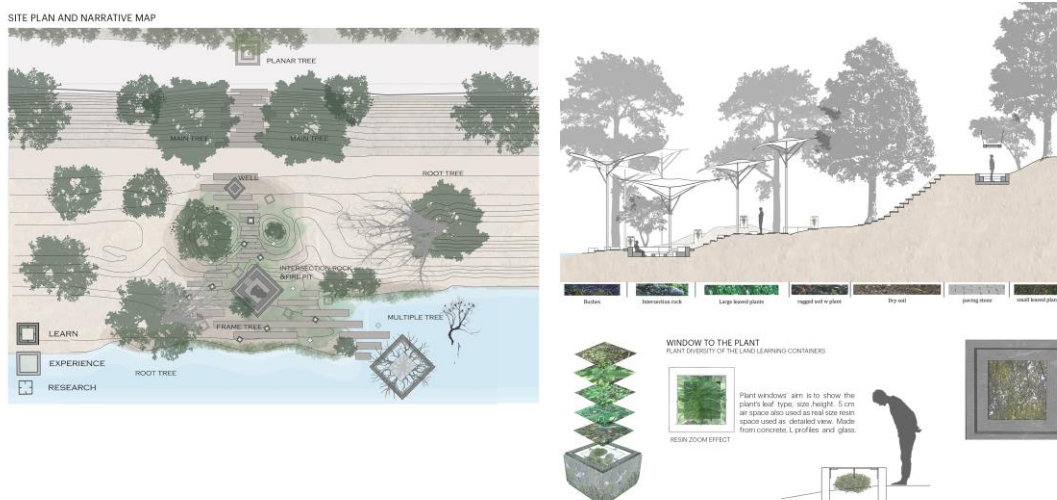 SITE PLAN AND NARRATIVE MAP
PLANAR TREE
MAIN TREE
MAIN TREE
WELL
ROOT TREE
INTERSECTION ROCK
&FIRE PIT
MULTIPLE TREE
FRAME TREE
ROOT TREE
LEARN
EXPERIENCE
RESEARCH
Bushes
Intersection rock
Large leaved plants
rugged soil w plant
Dry soil
paving stone
small leaved plant
WINDOW TO THE PLANT
PLANT DIVERSITY OF THE LAND LEARNING CONTAINERS
Plant windows' aim is to show the
plant's leaf type, size ,height. 5 cm
air space also used as real size resin
space used as detailed view. Made
from concrete, L profiles and glass.
RESIN ZOOM EFFECT